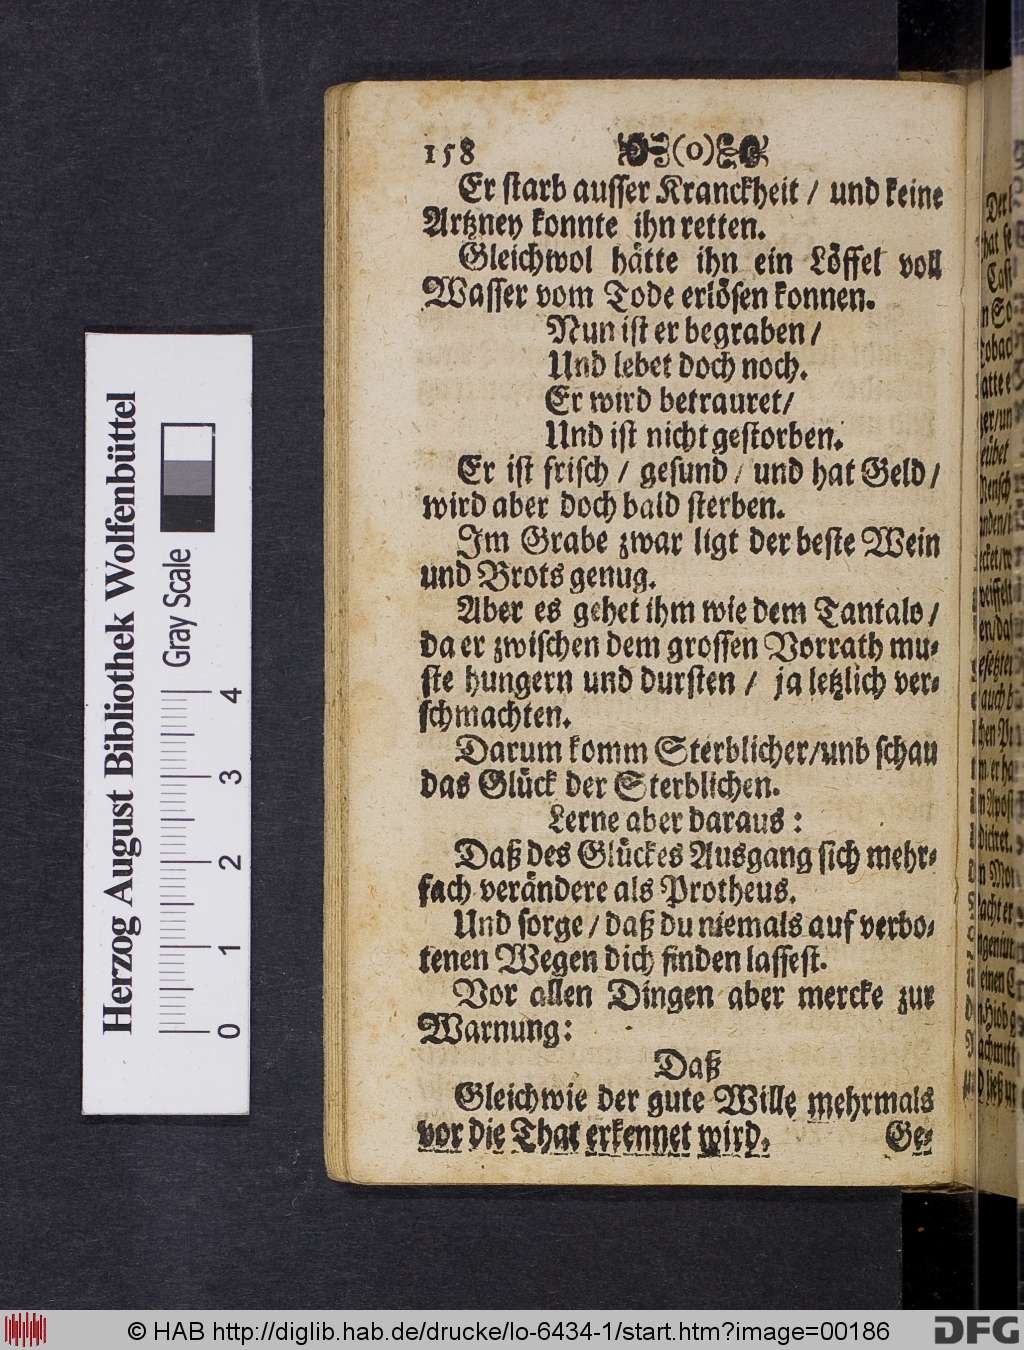 158 (o)
Er starb ausser Kranckheit / und keine
Artzney konnte ihn retten.
Gleichwol hätte ihn ein Löffel voll
Wasser vom Tode erlösen konnen.
Nun ist er begraben /
Und lebet doch noch.
Er wird betrauret /
Und ist nicht gestorben.
Er ist frisch / gesund / und hat Geld /
wird aber doch bald sterben.
Im Grabe zwar ligt der beste Wein
und Brots genug.
Aber es gehet ihm wie dem Tantalo /
da er zwischen dem grossen Vorrath mu-
ste hungern und dursten / ja letzlich ver-
schmachten.
Darum komm Sterblicher / unb schau
das Glück der Sterblichen.
Lerne aber daraus:
Daß des Glückes Ausgang sich mehr-
fach verändere als Protheus.
Und sorge / daß du niemals auf verbo-
tenen Wegen dich finden lassest.
Vor allen Dingen aber mercke zur
Warnung:
Daß
Gleichwie der gute Wille mehrmals
vor die That erkennet wird. Ge-
Herzog August Bibliothek Wolfenbüttel
Gray Scale
0 1 2 3 4
© HAB http://diglib.hab.de/drucke/lo-6434-1/start.htm?image=00186
DFG